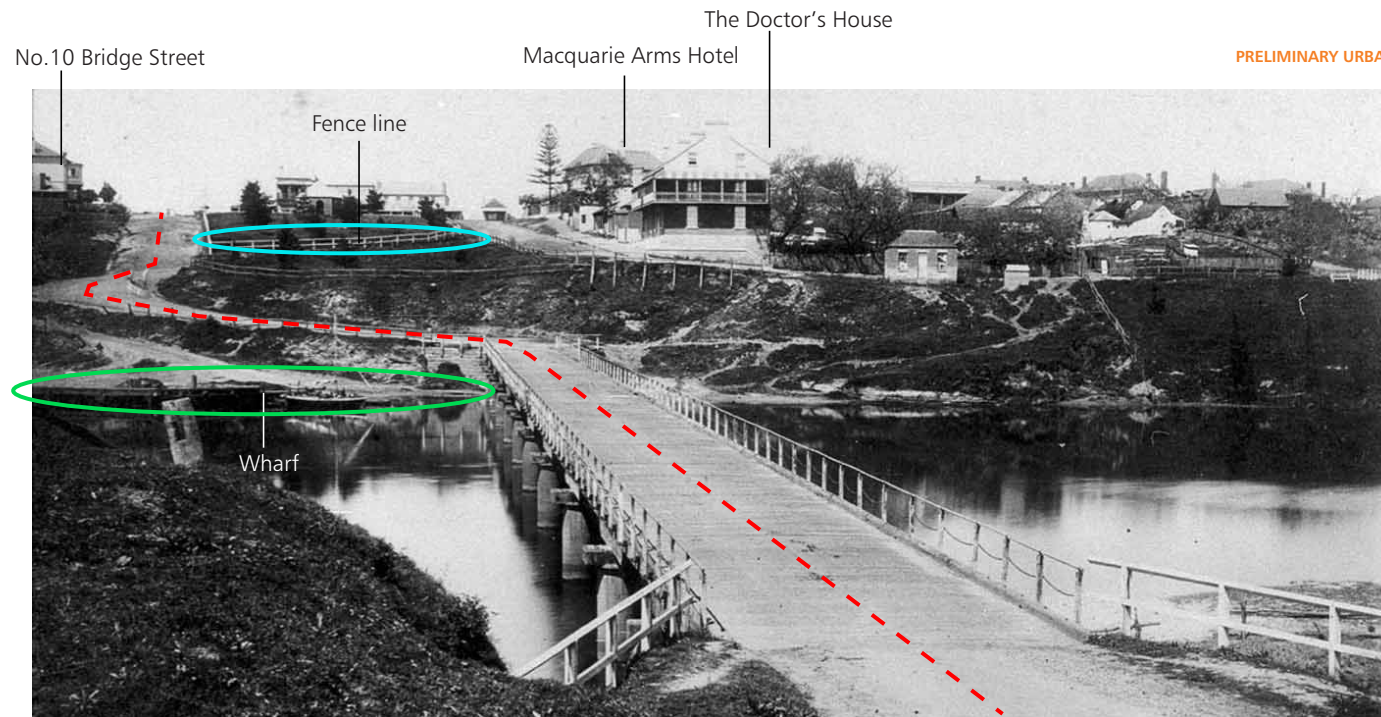 The Doctor's House
No.10 Bridge Street
Macquarie Arms Hotel
PRELIMINARY URBA
Fence line
Wharf